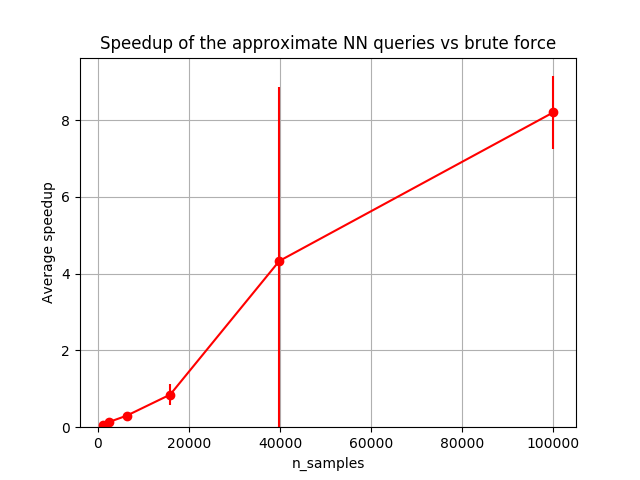 Speedup of the approximate NN queries vs brute force
Average speedup
8
6
4
2
0
0 20000 40000 60000 80000 100000
n_samples